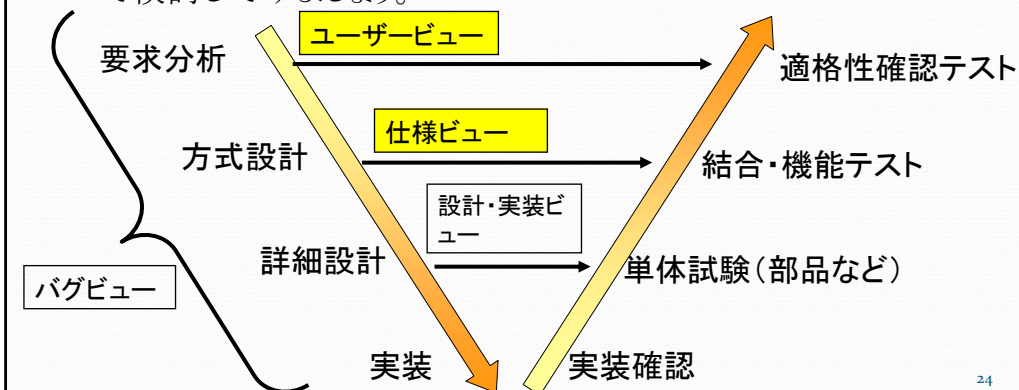 て検討してみます。
ユーザービュー
要求分析
適格性確認テスト
仕様ビュー
方式設計
結合・機能テスト
設計・実装ビ
ュー
詳細設計
単体試験(部品など)
バグビュー
実装
実装確認
24